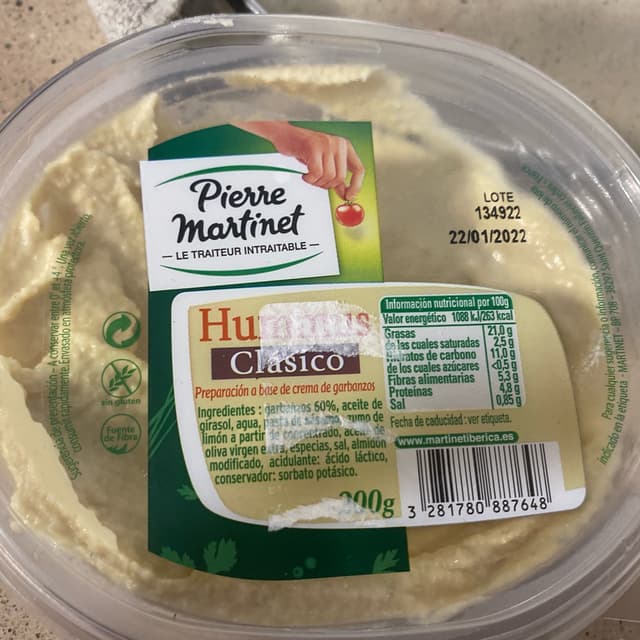 Pierre
Martinet
— LE TRAITEUR INTRAITABLE —
LOTE
134922
22/01/2022
Hummus
Clásico
Preparación a base de crema de garbanzos
Ingredientes : garbanzos 60%, aceite de
girasol, agua, pasta de sésamo, zumo de
limón a partir de concentrado, aceite de
oliva virgen extra, especias, sal, almidón
modificado, acidulante: ácido láctico,
conservador: sorbato potásico.
Información nutricional por 100g
Valor energético 1088 kJ/263 kcal
Grasas 21,0 g
de las cuales saturadas 2,5 g
Hidratos de carbono 11,0 g
de los cuales azúcares <0,5 g
Fibras alimentarias 5,3 g
Proteínas 4,8 g
Sal 0,85 g
Fecha de caducidad : ver etiqueta.
www.martinetiberica.es
200g
3 281780 887648
sin gluten
Fuente
de Fibra